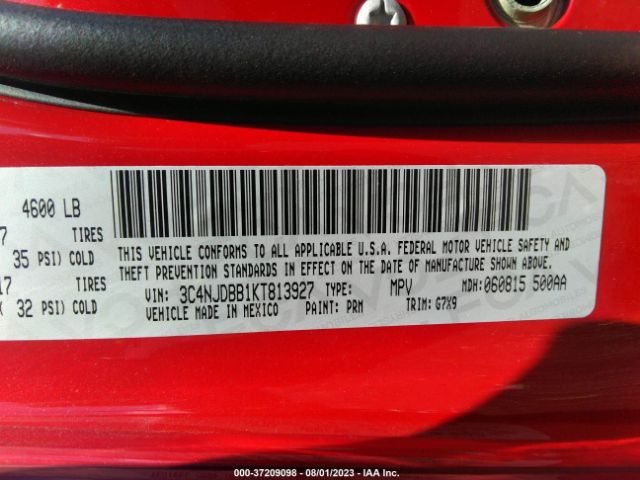 4600 LB
7 TIRES
35 PSI) COLD
17 TIRES
( 32 PSI) COLD
THIS VEHICLE CONFORMS TO ALL APPLICABLE U.S.A. FEDERAL MOTOR VEHICLE SAFETY AND
THEFT PREVENTION STANDARDS IN EFFECT ON THE DATE OF MANUFACTURE SHOWN ABOVE.
VIN: 3C4NJDBB1KT813927 TYPE: MPV MDH:060815 500AA
VEHICLE MADE IN MEXICO PAINT: PRM TRIM: G7X9
000-37209098 - 08/01/2023 - IAA Inc.